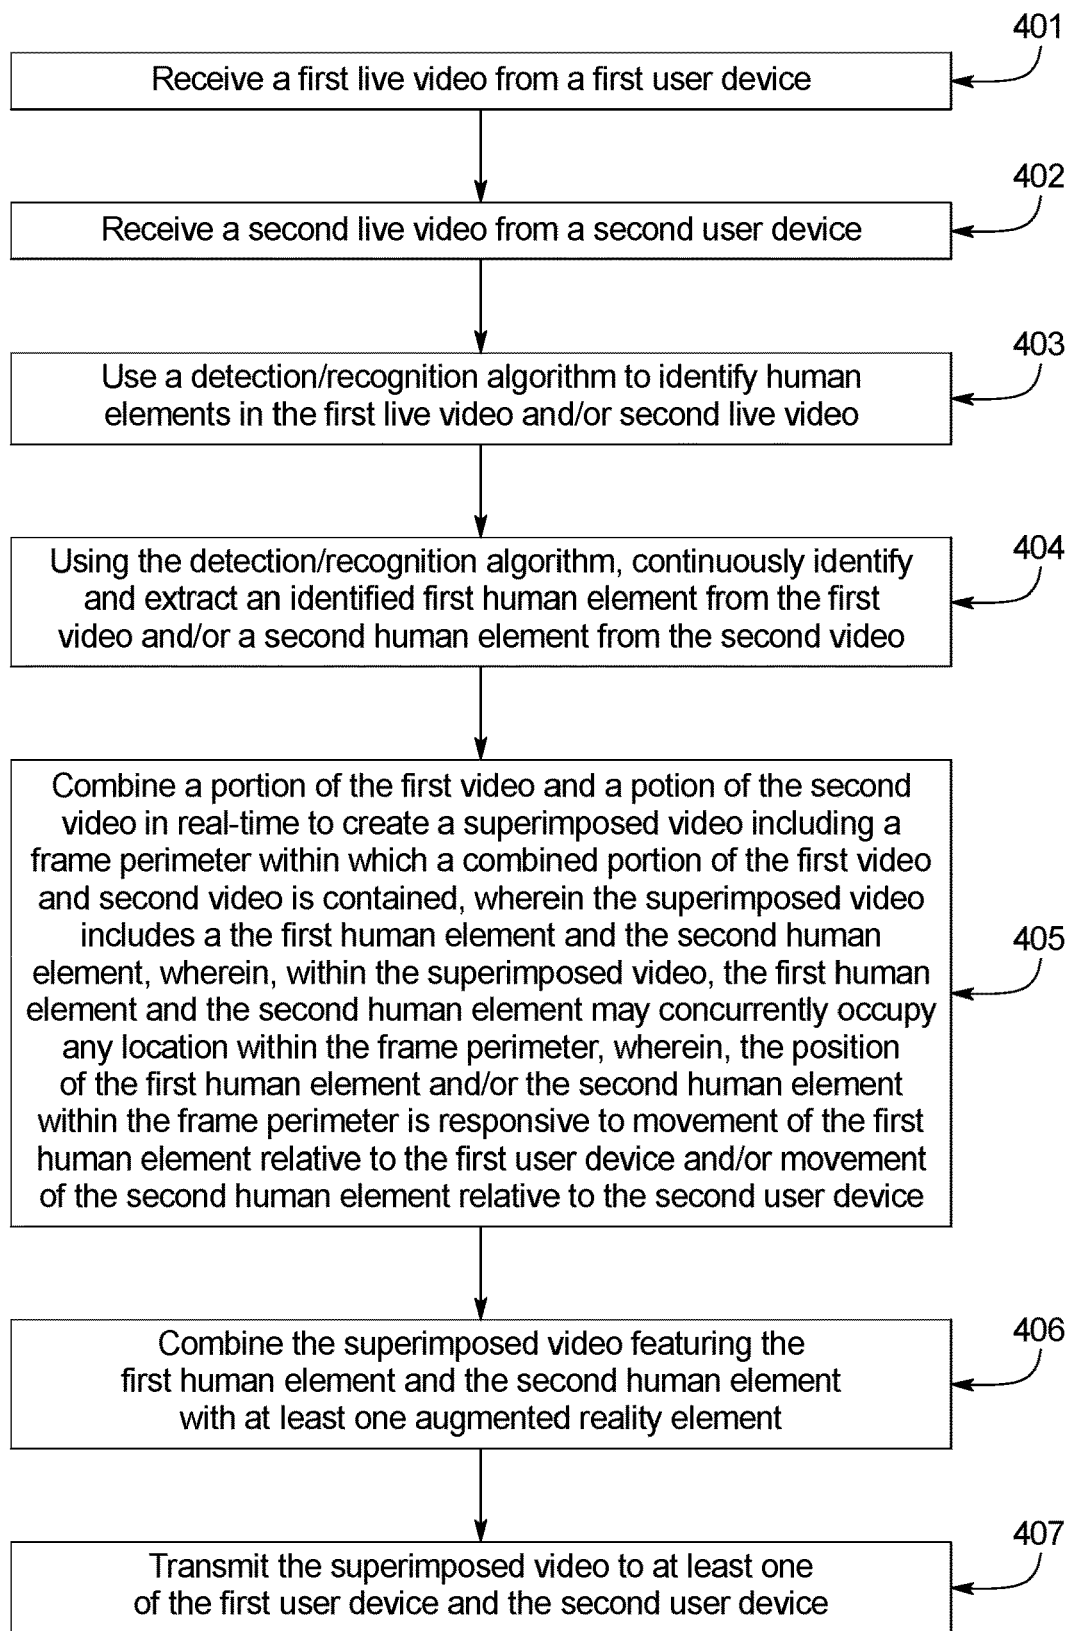 401
Receive a first live video from a first user device
402
Receive a second live video from a second user device
403
Use a detection/recognition algorithm to identify human
elements in the first live video and/or second live video
404
Using the detection/recognition algorithm, continuously identify
and extract an identified first human element from the first
video and/or a second human element from the second video
Combine a portion of the first video and a potion of the second
video in real-time to create a superimposed video including a
frame perimeter within which a combined portion of the first video
and second video is contained, wherein the superimposed video
includes a the first human element and the second human
element, wherein, within the superimposed video, the first human
element and the second human element may concurrently occupy
any location within the frame perimeter, wherein, the position
of the first human element and/or the second human element
within the frame perimeter is responsive to movement of the first
human element relative to the first user device and/or movement
of the second human element relative to the second user device
405
Combine the superimposed video featuring the
first human element and the second human element
with at least one augmented reality element
406
Transmit the superimposed video to at least one
of the first user device and the second user device
407